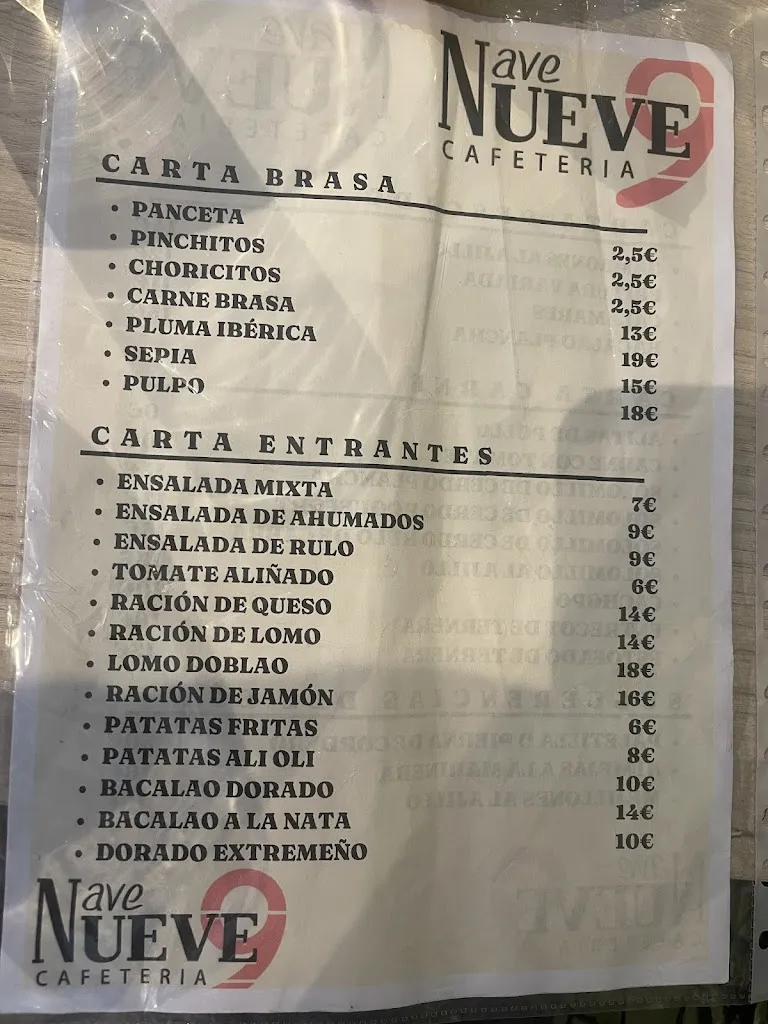 Nave
NUEVE 9
CAFETERIA
CARTA BRASA
• PANCETA 2,5€
• PINCHITOS 2,5€
• CHORICITOS 2,5€
• CARNE BRASA 13€
• PLUMA IBÉRICA 19€
• SEPIA 15€
• PULPO 18€
CARTA ENTRANTES
• ENSALADA MIXTA 7€
• ENSALADA DE AHUMADOS 9€
• ENSALADA DE RULO 9€
• TOMATE ALIÑADO 6€
• RACIÓN DE QUESO 14€
• RACIÓN DE LOMO 14€
• LOMO DOBLAO 18€
• RACIÓN DE JAMÓN 16€
• PATATAS FRITAS 6€
• PATATAS ALI OLI 8€
• BACALAO DORADO 10€
• BACALAO A LA NATA 14€
• DORADO EXTREMEÑO 10€
Nave
NUEVE 9
CAFETERIA